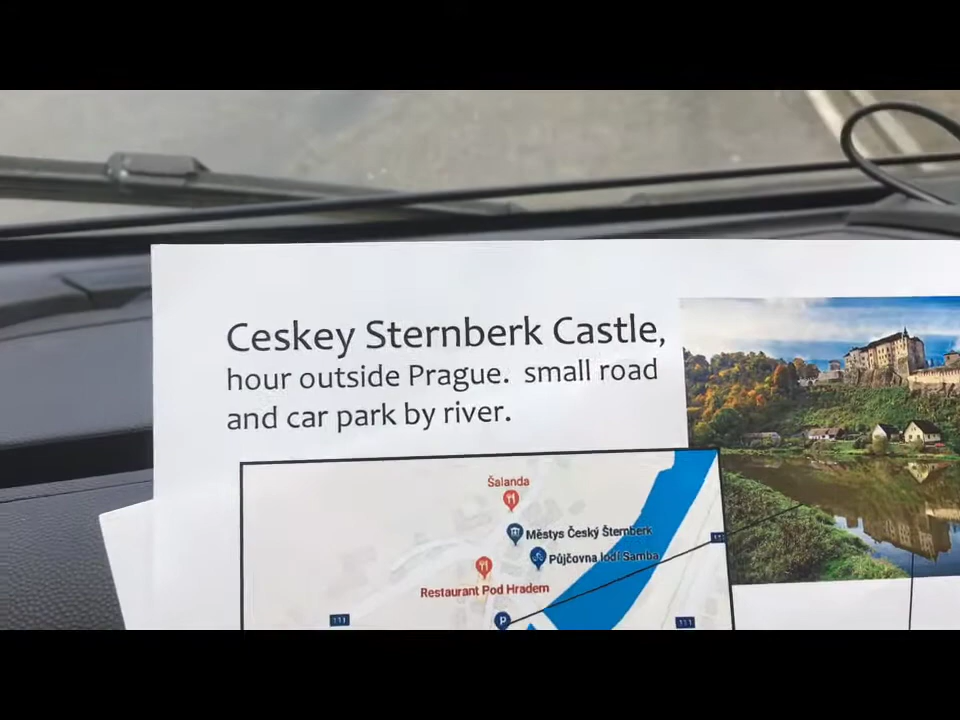 Ceskey Sternberk Castle,
hour outside Prague. small road
and car park by river.
Šalanda
Městys Český Šternberk
Půjčovna lodí Samba
Restaurant Pod Hradem
111
P
111
111